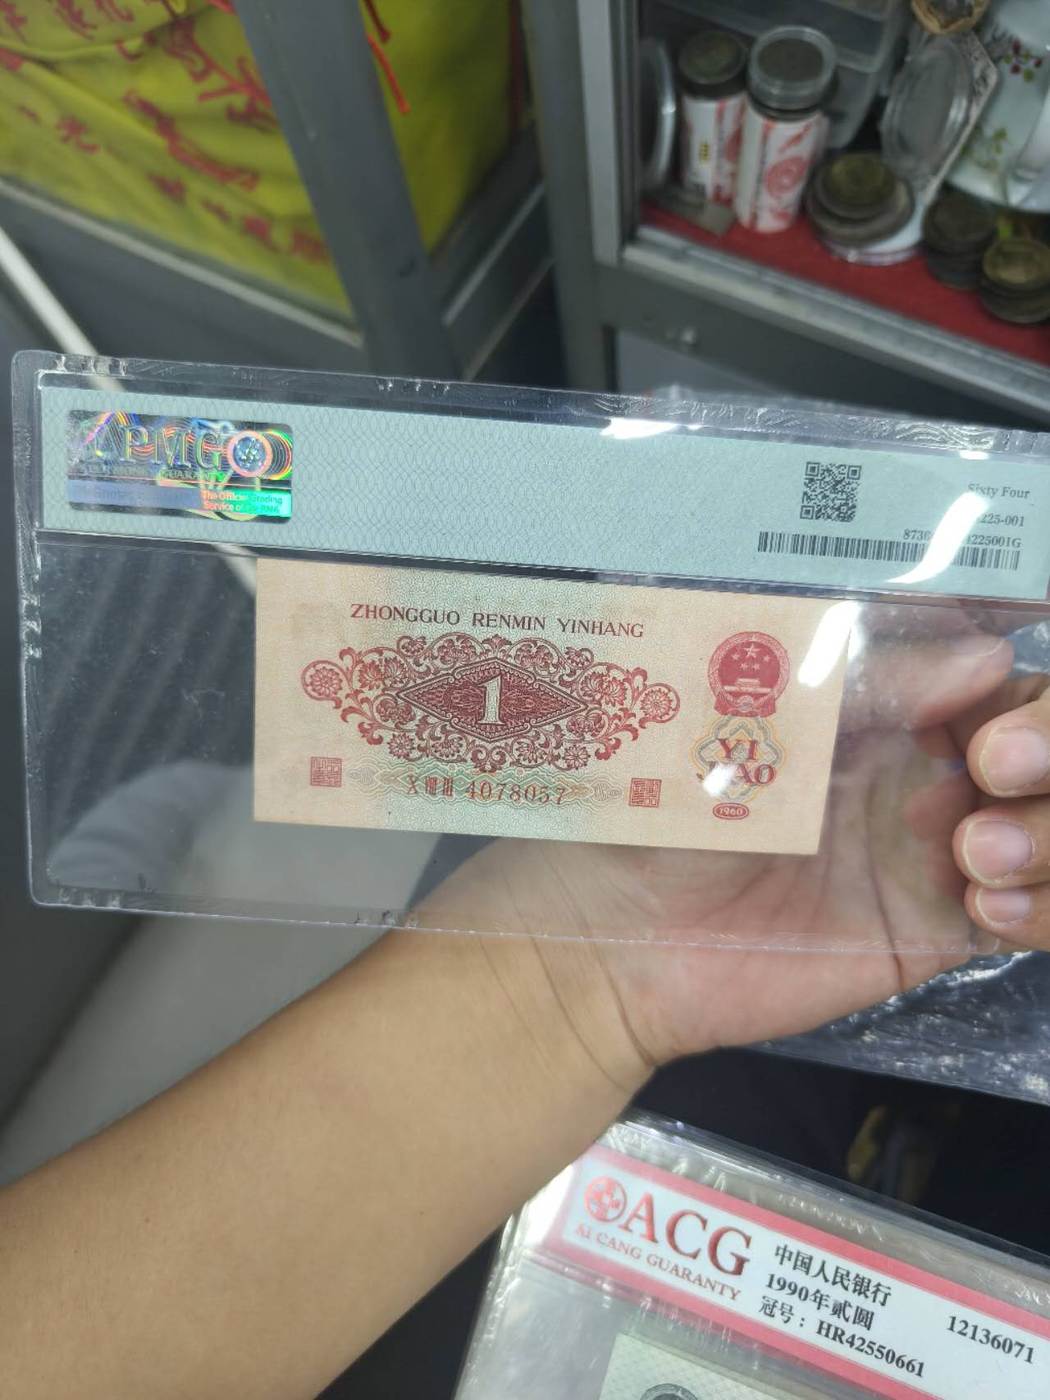 PMG
GUARANTY
The Official Grading
Service of
Sixty Four
225-001
225001G
ZHONGGUO RENMIN YINHANG
1
YI
JIAO
4078057
1960
ACG
AI CANG GUARANTY
中国人民银行
1990年贰圆
冠号：HR42550661
12136071